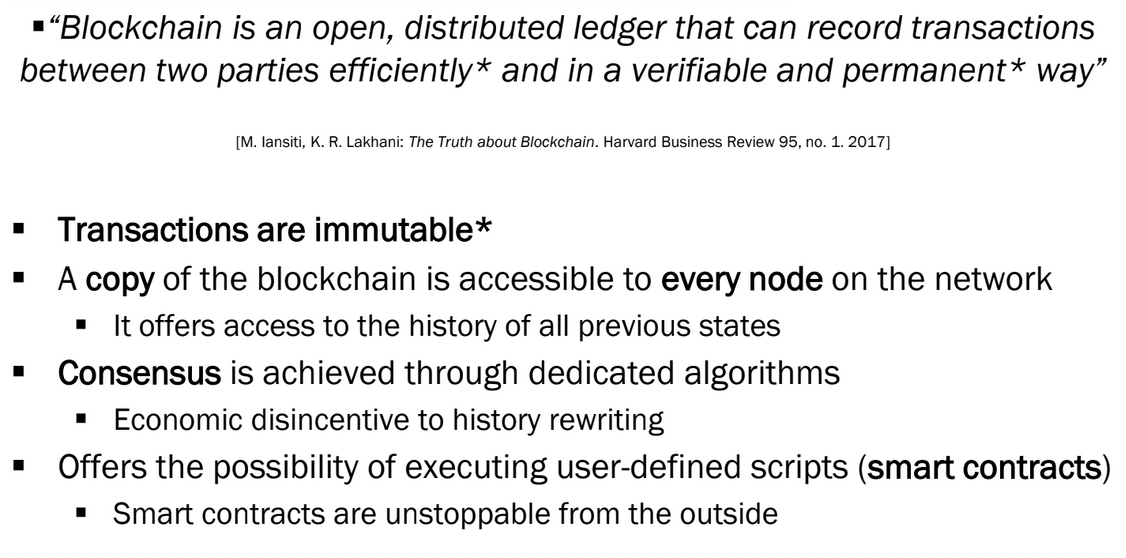 ▪“Blockchain is an open, distributed ledger that can record transactions
between two parties efficiently* and in a verifiable and permanent* way”
[M. Iansiti, K. R. Lakhani: The Truth about Blockchain. Harvard Business Review 95, no. 1. 2017]
▪ Transactions are immutable*
▪ A copy of the blockchain is accessible to every node on the network
▪ It offers access to the history of all previous states
▪ Consensus is achieved through dedicated algorithms
▪ Economic disincentive to history rewriting
▪ Offers the possibility of executing user-defined scripts (smart contracts)
▪ Smart contracts are unstoppable from the outside